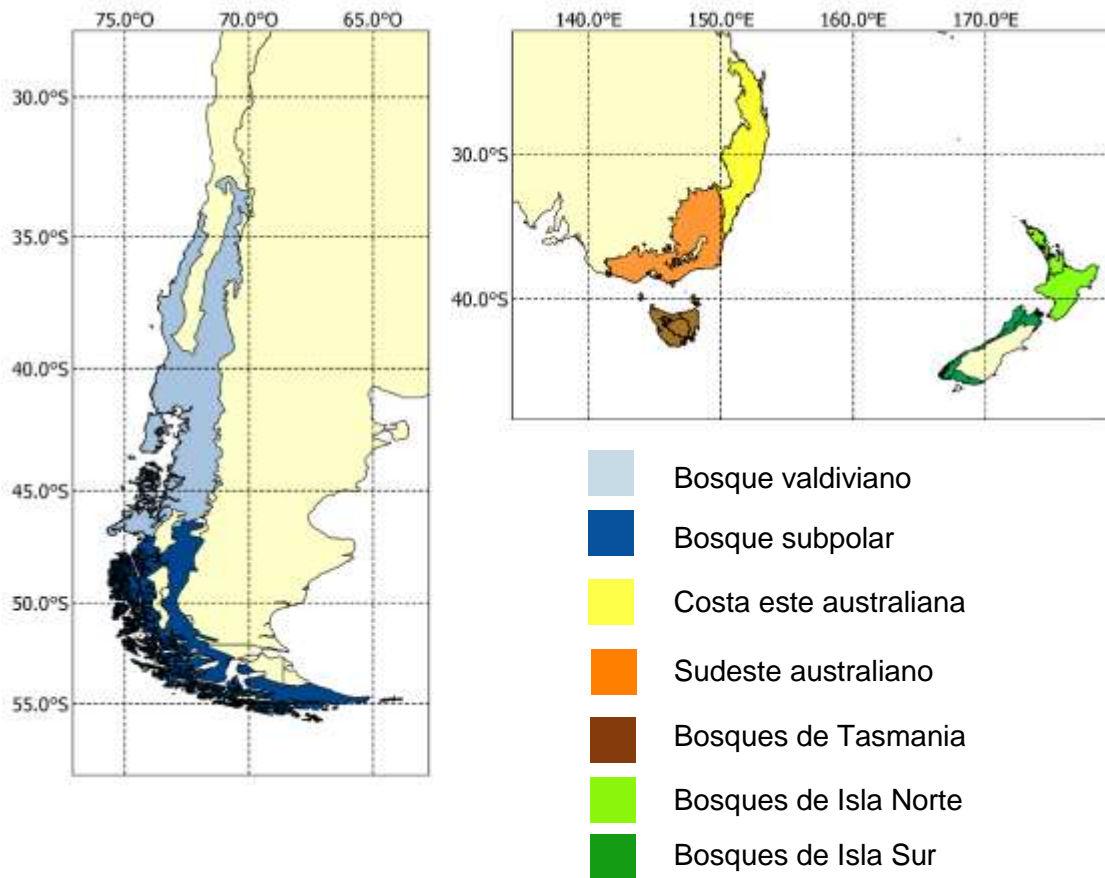 75.0°O 70.0°O 65.0°O
140.0°E 150.0°E 160.0°E 170.0°E
30.0°S
35.0°S
40.0°S
45.0°S
50.0°S
55.0°S
30.0°S
40.0°S
Bosque valdiviano
Bosque subpolar
Costa este australiana
Sudeste australiano
Bosques de Tasmania
Bosques de Isla Norte
Bosques de Isla Sur